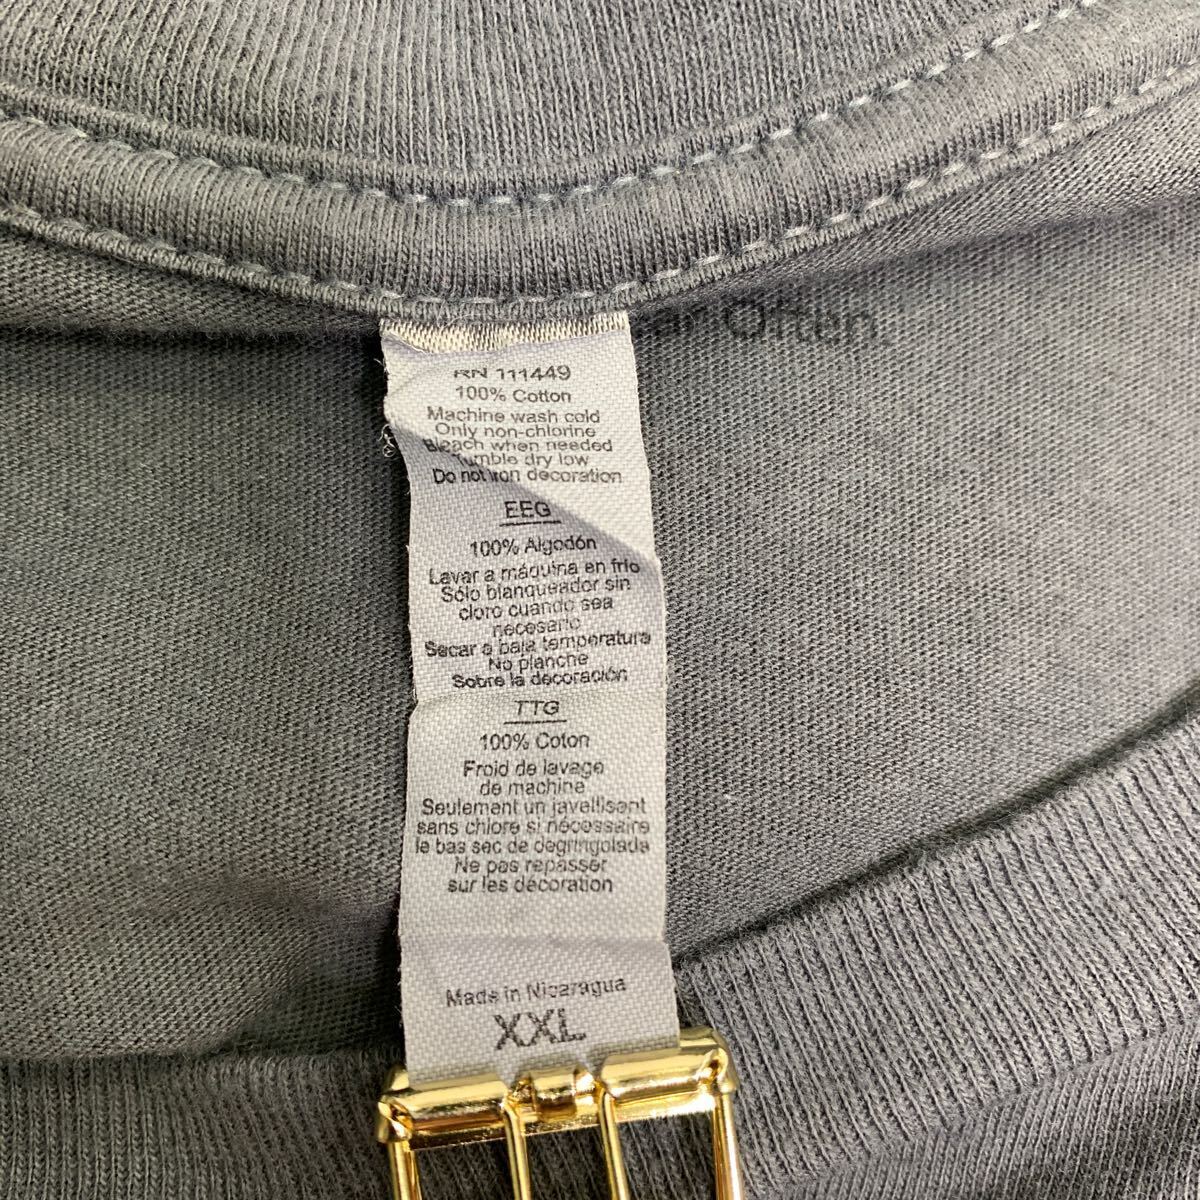 Often
RN 111449
100% Cotton
Machine wash cold
Only non-chlorine
Bleach when needed
Tumble dry low
Do not iron decoration
EEG
100% Algodón
Lavar a máquina en frío
Sólo blanqueador sin
cloro cuando sea
necesario
Secar a baja temperatura
No planche
Sobre la decoración
TTG
100% Coton
Froid de lavage
de machine
Seulement un javellisant
sans chlore si nécessaire
le bas sec de degringolada
Ne pas repasser
sur les décoration
Made in Nicaragua
XXL